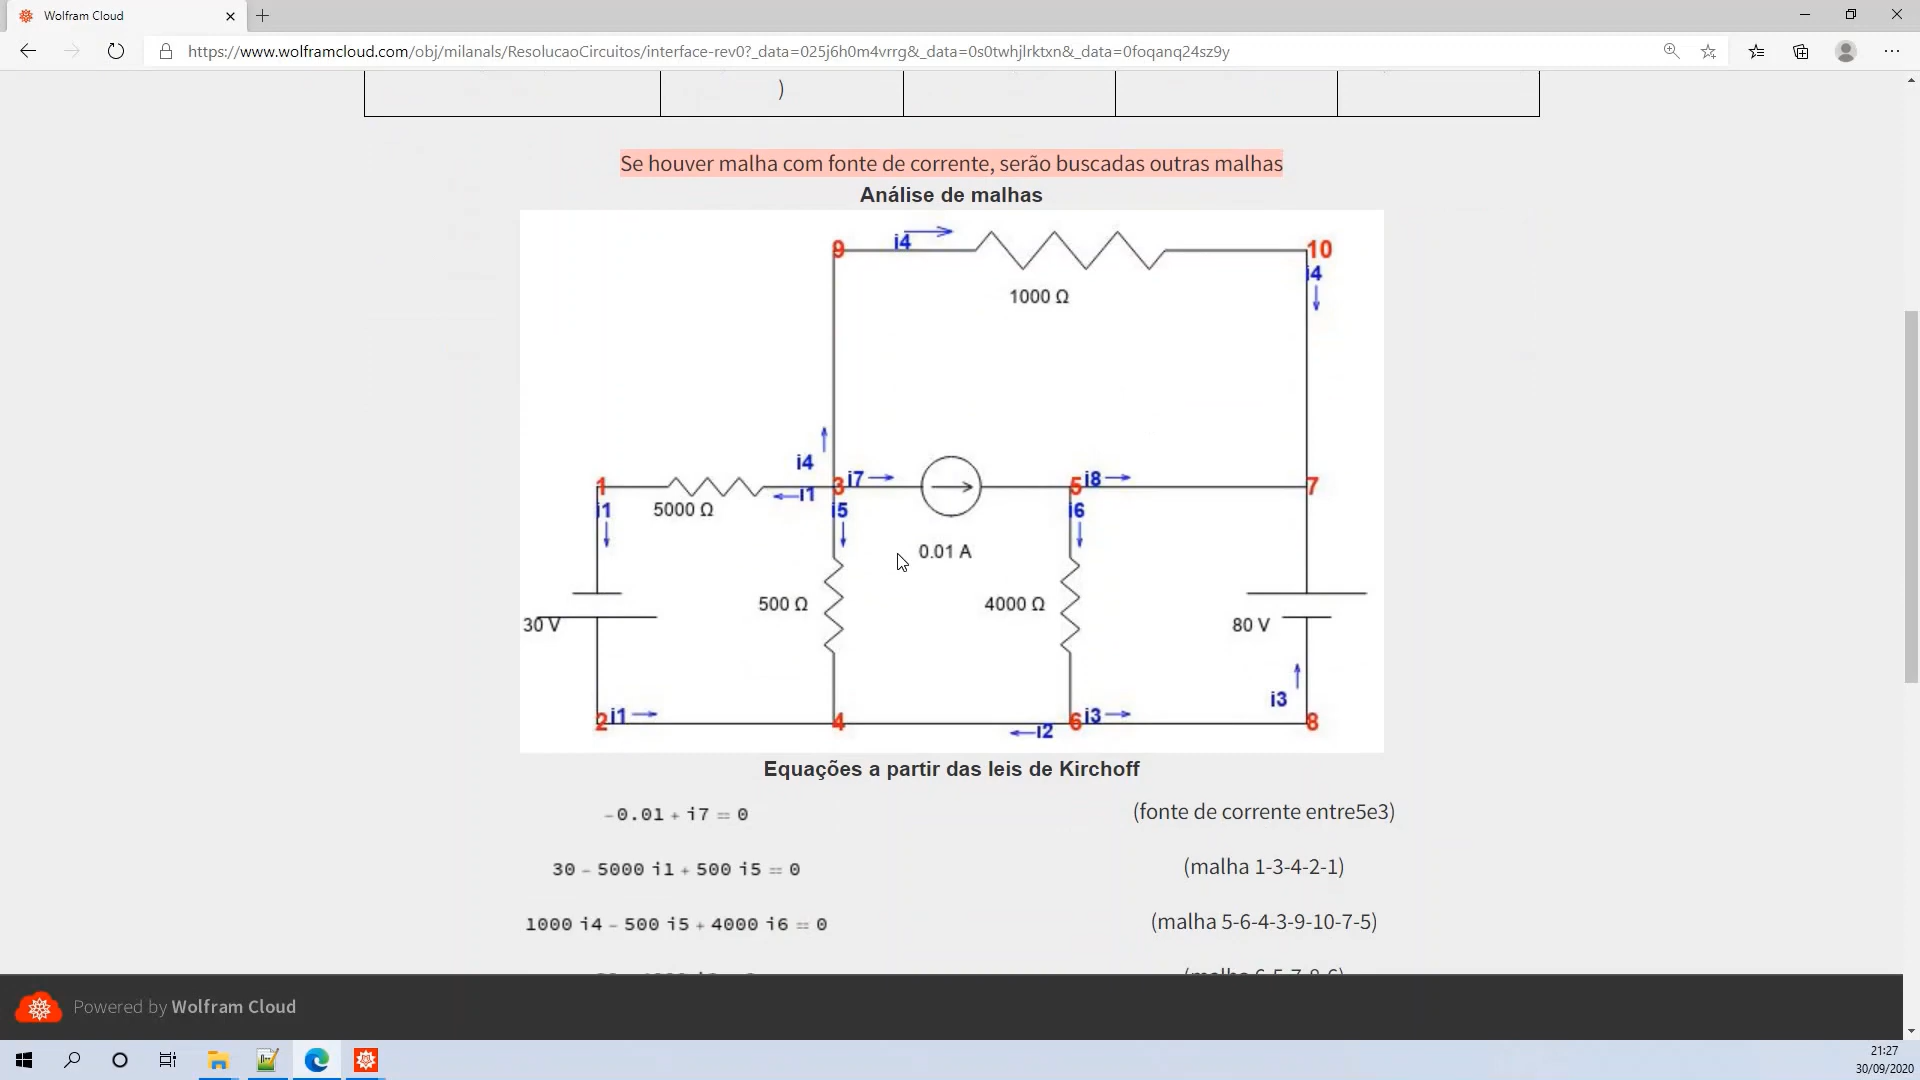 Wolfram Cloud
https://www.wolframcloud.com/obj/milanals/ResolucaoCircuitos/interface-rev0?_data=025j6h0m4vrrg&_data=0s0twhjlrktxn&_data=0foqanq24sz9y
)
Se houver malha com fonte de corrente, serão buscadas outras malhas
Análise de malhas
9 i4 10
i4
1000 Ω
i4
1 3 i7 5 i8 7
i1
5000 Ω
i1 i5 i6
0.01 A
500 Ω 4000 Ω
30 V 80 V
i3
2 i1 4 i2 6 i3 8
Equações a partir das leis de Kirchoff
-0.01 + i7 = 0 (fonte de corrente entre5e3)
30 - 5000 i1 + 500 i5 = 0 (malha 1-3-4-2-1)
1000 i4 - 500 i5 + 4000 i6 = 0 (malha 5-6-4-3-9-10-7-5)
Powered by Wolfram Cloud
21:27
30/09/2020